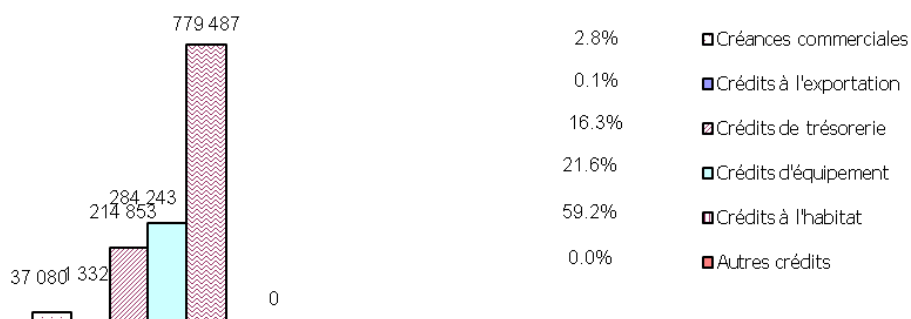 779 487
284 243
214 853
37 080
1 332
0
2.8% Créances commerciales
0.1% Crédits à l'exportation
16.3% Crédits de trésorerie
21.6% Crédits d'équipement
59.2% Crédits à l'habitat
0.0% Autres crédits